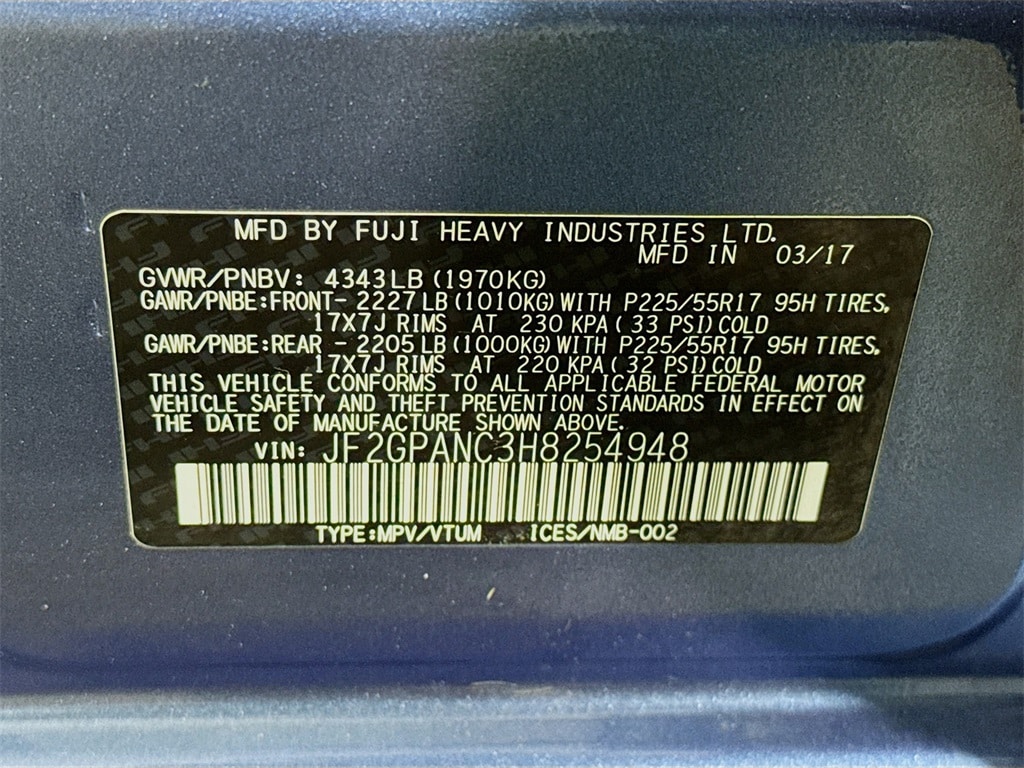 MFD BY FUJI HEAVY INDUSTRIES LTD.
MFD IN 03/17
GVWR/PNBV: 4343LB(1970KG)
GAWR/PNBE:FRONT- 2227LB(1010KG)WITH P225/55R17 95H TIRES,
17X7J RIMS AT 230 KPA( 33 PSI)COLD
GAWR/PNBE:REAR - 2205LB(1000KG)WITH P225/55R17 95H TIRES,
17X7J RIMS AT 220 KPA( 32 PSI)COLD
THIS VEHICLE CONFORMS TO ALL APPLICABLE FEDERAL MOTOR
VEHICLE SAFETY AND THEFT PREVENTION STANDARDS IN EFFECT ON
THE DATE OF MANUFACTURE SHOWN ABOVE.
VIN: JF2GPANC3H8254948
TYPE:MPV/VTUM ICES/NMB-002